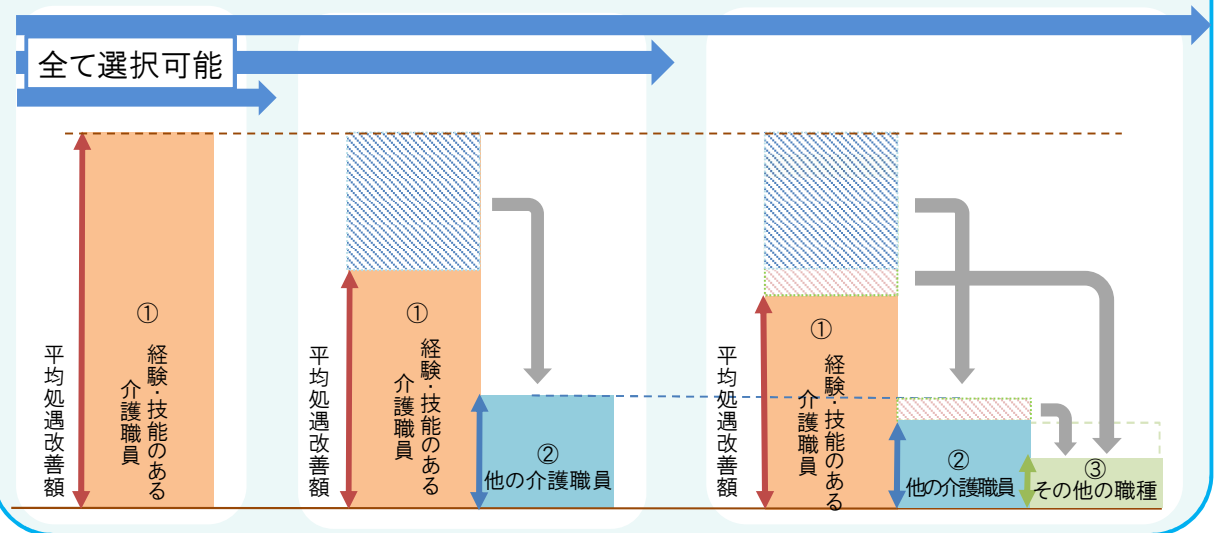 全て選択可能
平均処遇改善額
①
経験・技能のある
介護職員
平均処遇改善額
①
経験・技能のある
介護職員
②
他の介護職員
平均処遇改善額
①
経験・技能のある
介護職員
②
他の介護職員
③
その他の職種